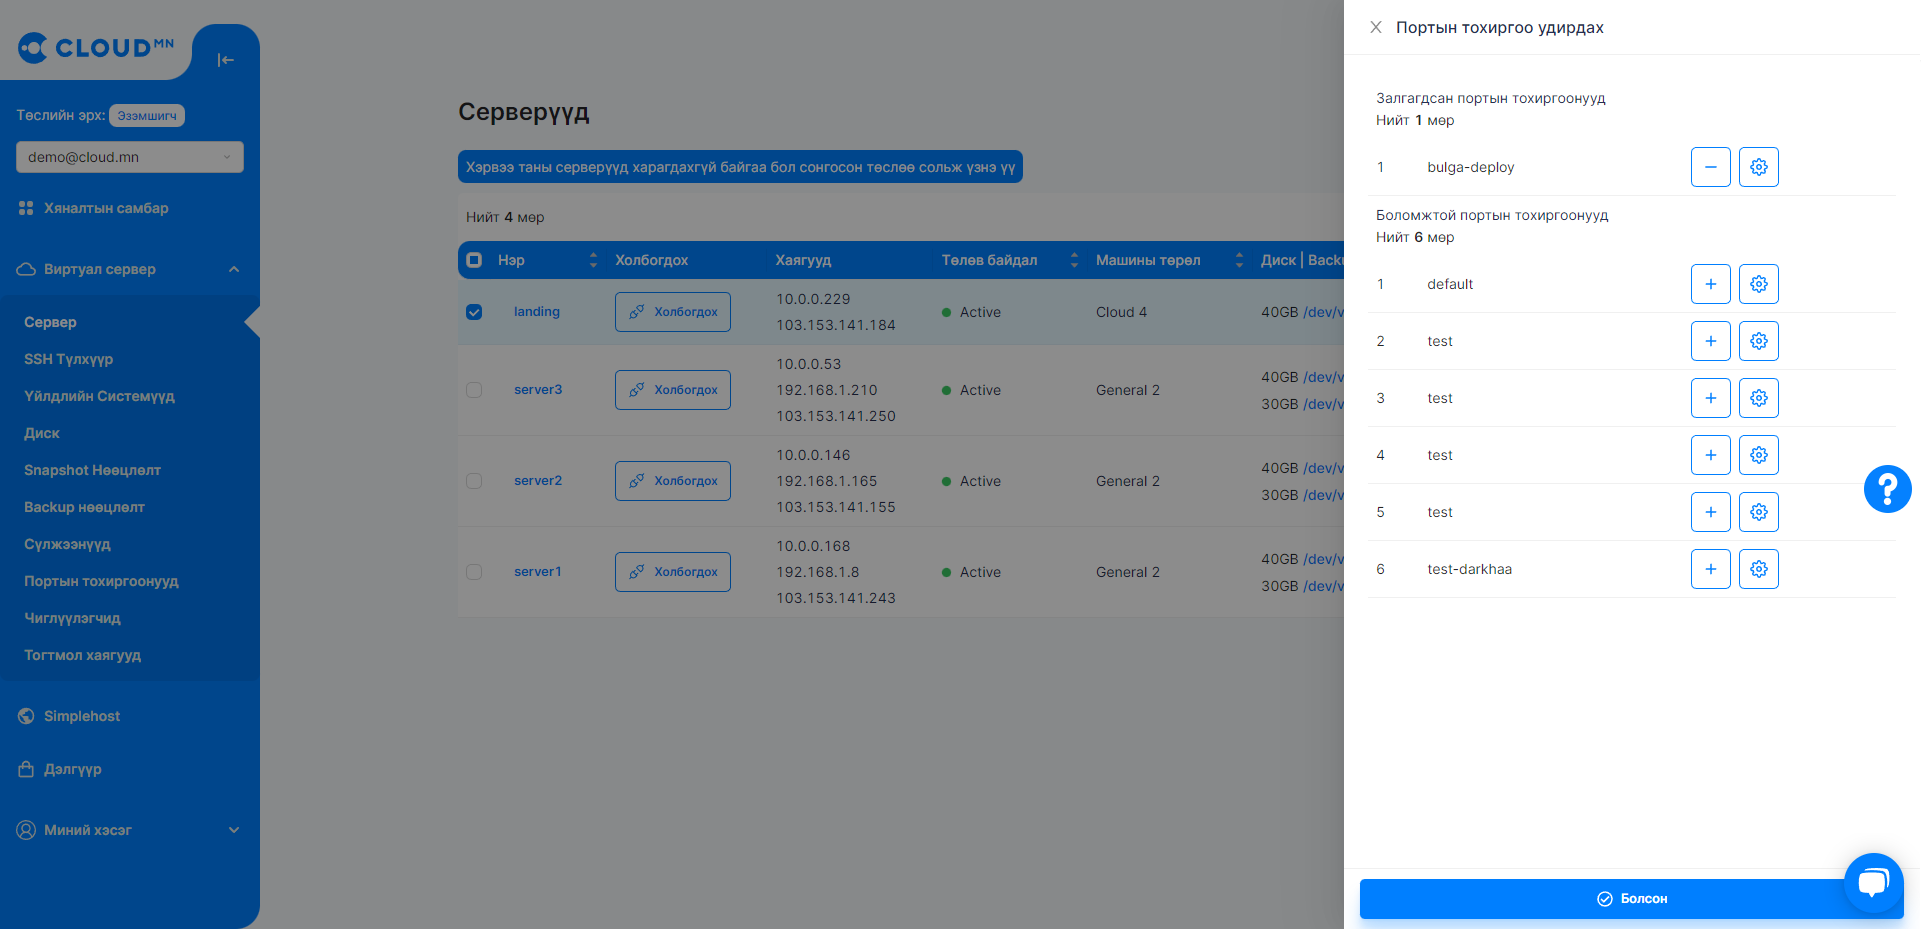 CLOUD MN
Төслийн эрх: Эзэмшигч
demo@cloud.mn
Хяналтын самбар
Виртуал сервер
Сервер
SSH Түлхүүр
Үйлдлийн Системүүд
Диск
Snapshot Нөөцлөлт
Backup нөөцлөлт
Сүлжээнүүд
Портын тохиргоонууд
Чиглүүлэгчид
Тогтмол хаягууд
Simplehost
Дэлгүүр
Миний хэсэг
Серверүүд
Хэрвээ таны серверүүд харагдахгүй байгаа бол сонгосон төслөө сольж үзнэ үү
Нийт 4 мөр
Нэр Холбогдох Хаягууд Төлөв байдал Машины төрөл Диск | Backu
landing Холбогдох 10.0.0.229 Active Cloud 4 40GB /dev/v
103.153.141.184
server3 Холбогдох 10.0.0.53 Active General 2 40GB /dev/v
192.168.1.210 30GB /dev/v
103.153.141.250
server2 Холбогдох 10.0.0.146 Active General 2 40GB /dev/v
192.168.1.165 30GB /dev/v
103.153.141.155
server1 Холбогдох 10.0.0.168 Active General 2 40GB /dev/v
192.168.1.8 30GB /dev/v
103.153.141.243
Портын тохиргоо удирдах
Залгагдсан портын тохиргоонууд
Нийт 1 мөр
1 bulga-deploy
Боломжтой портын тохиргоонууд
Нийт 6 мөр
1 default
2 test
3 test
4 test
5 test
6 test-darkhaa
Болсон